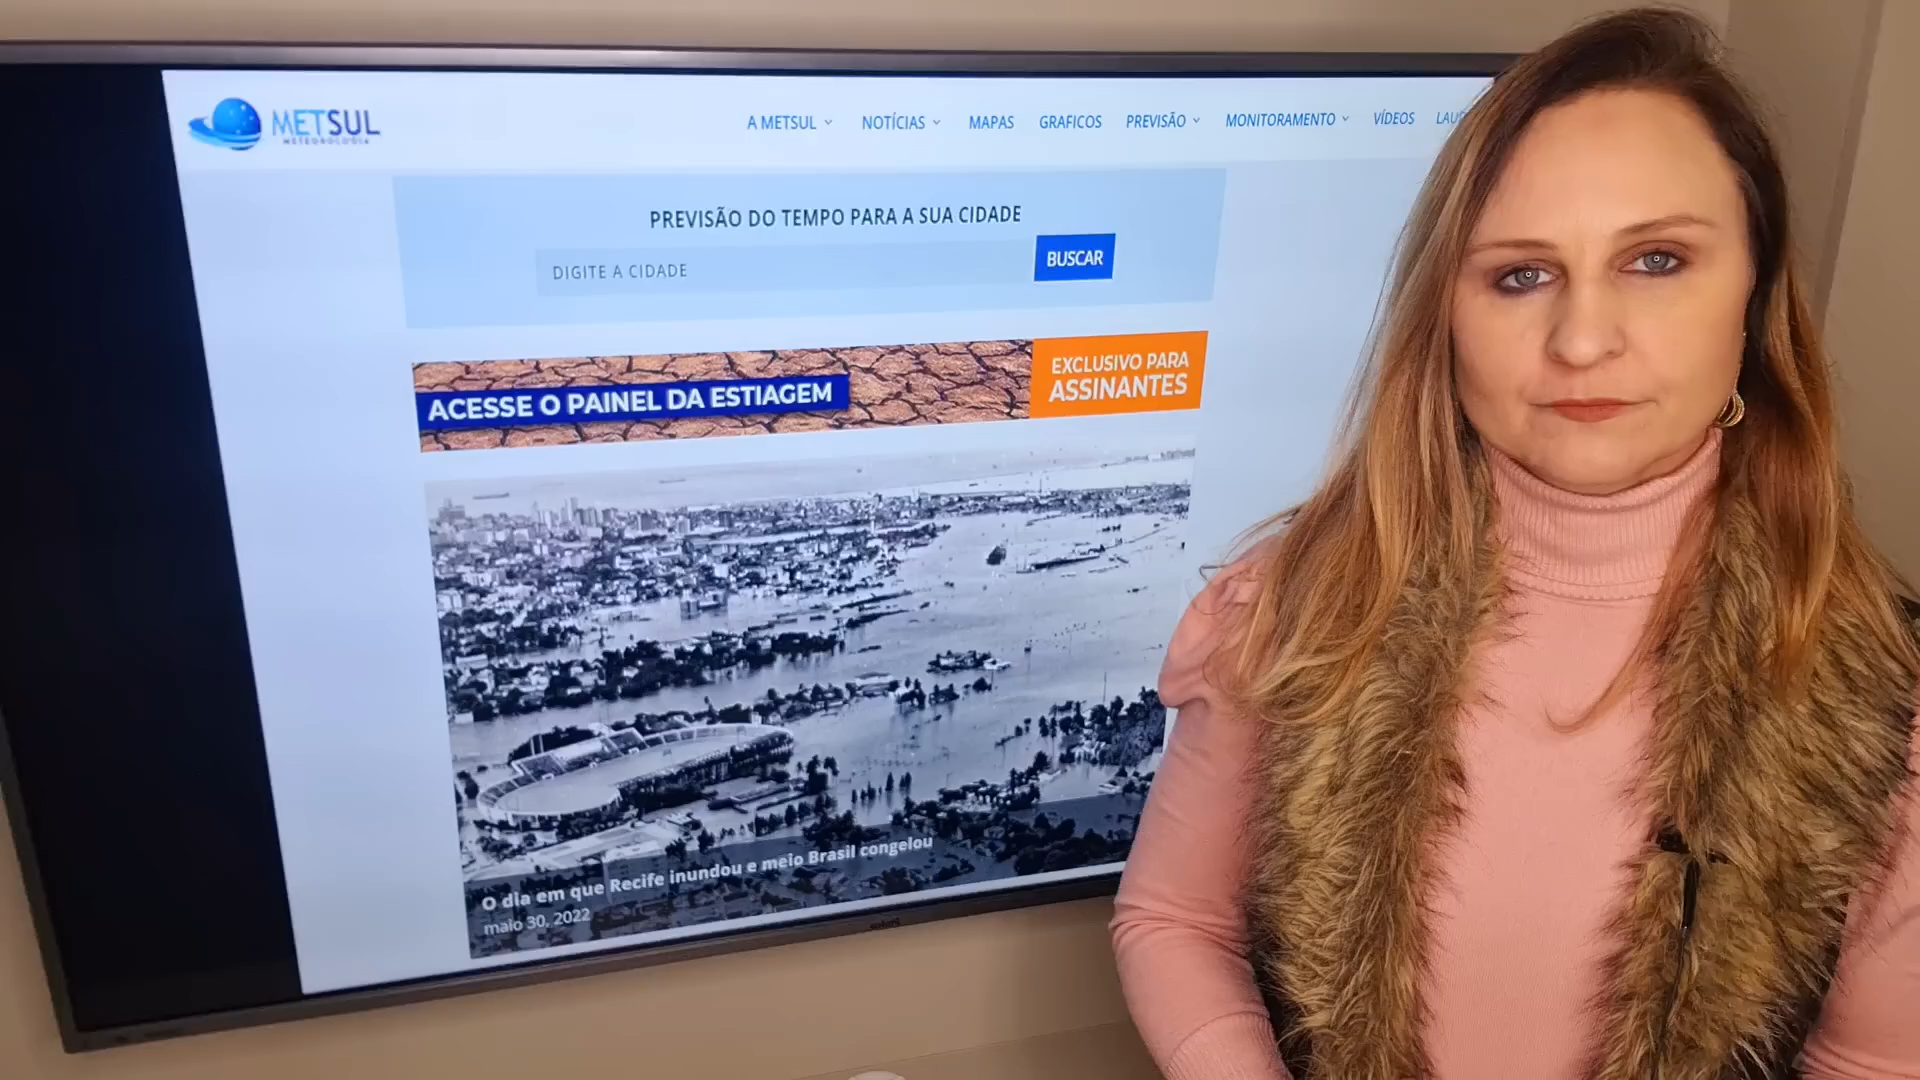 METSUL
METEOROLOGIA
A METSUL
NOTÍCIAS
MAPAS
GRAFICOS
PREVISÃO
MONITORAMENTO
VÍDEOS
LAUD
PREVISÃO DO TEMPO PARA A SUA CIDADE
DIGITE A CIDADE
BUSCAR
ACESSE O PAINEL DA ESTIAGEM
EXCLUSIVO PARA
ASSINANTES
O dia em que Recife inundou e meio Brasil congelou
maio 30, 2022